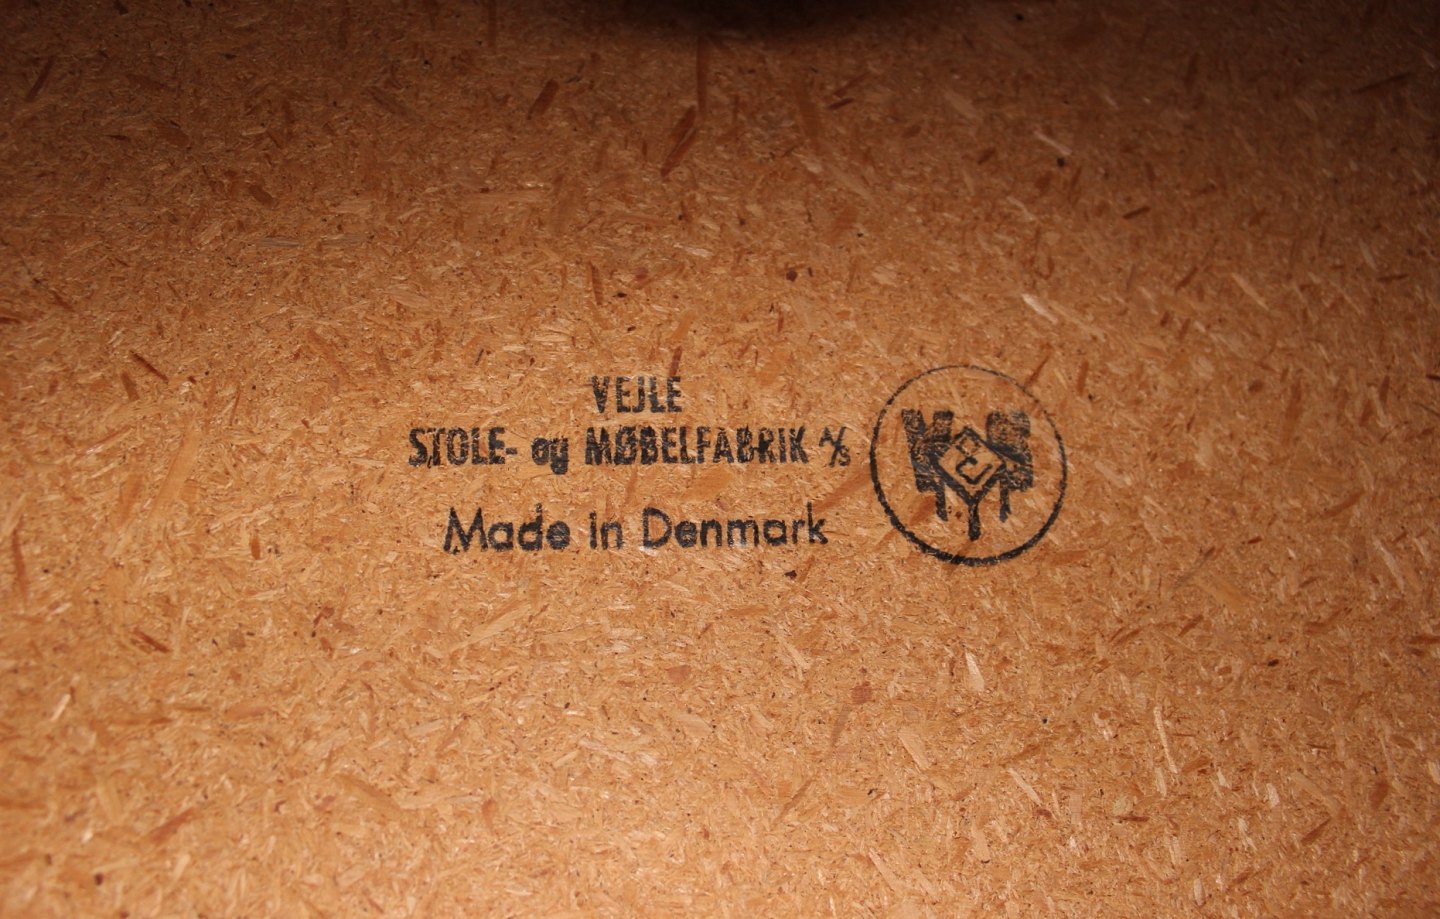 VEJLE
STOLE- og MØBELFABRIK A/S
Made in Denmark